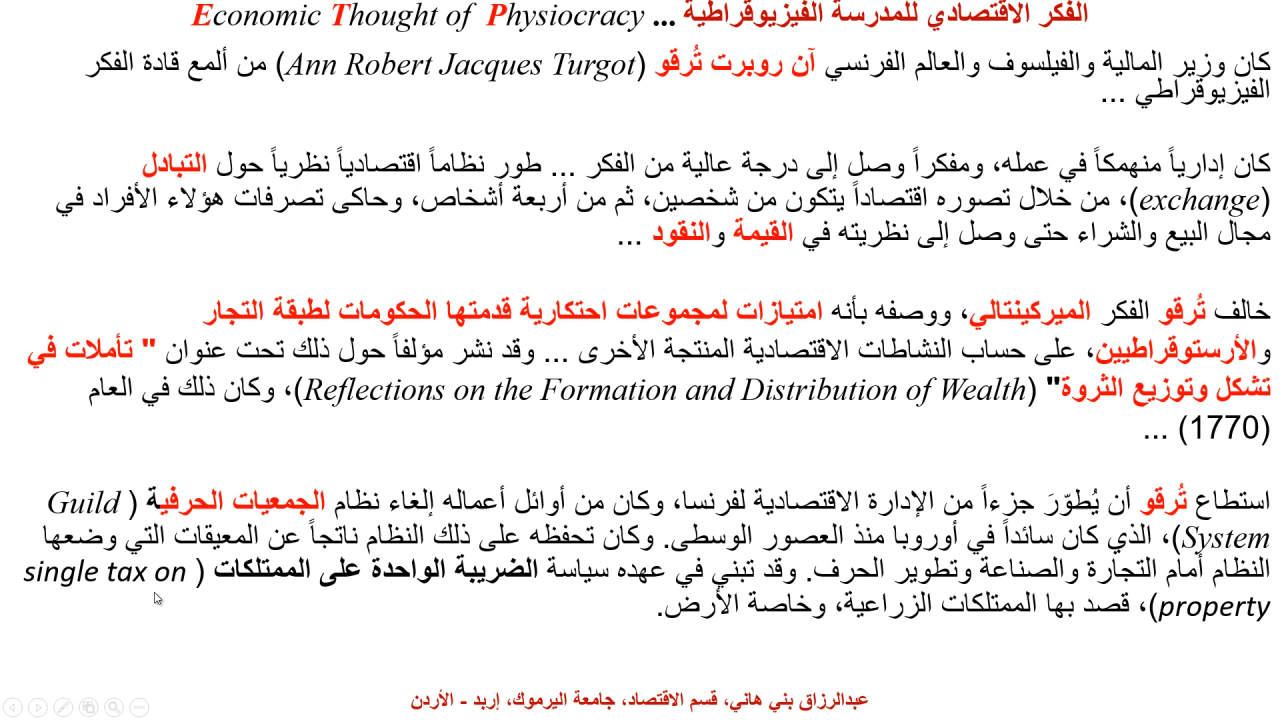 الفكر الاقتصادي للمدرسة الفيزيوقراطية ... Economic Thought of Physiocracy
كان وزير المالية والفيلسوف والعالم الفرنسي آن روبرت تُرقو (Ann Robert Jacques Turgot) من ألمع قادة الفكر
الفيزيوقراطي ...
كان إدارياً منهمكاً في عمله، ومفكراً وصل إلى درجة عالية من الفكر ... طور نظاماً اقتصادياً نظرياً حول التبادل
(exchange)، من خلال تصوره اقتصاداً يتكون من شخصين، ثم من أربعة أشخاص، وحاكى تصرفات هؤلاء الأفراد في
مجال البيع والشراء حتى وصل إلى نظريته في القيمة والنقود ...
خالف تُرقو الفكر الميركينتالي، ووصفه بأنه امتيازات لمجموعات احتكارية قدمتها الحكومات لطبقة التجار
والأرستوقراطيين، على حساب النشاطات الاقتصادية المنتجة الأخرى ... وقد نشر مؤلفاً حول ذلك تحت عنوان " تأملات في
تشكل وتوزيع الثروة" (Reflections on the Formation and Distribution of Wealth)، وكان ذلك في العام
(1770) ...
استطاع تُرقو أن يُطوّرَ جزءاً من الإدارة الاقتصادية لفرنسا، وكان من أوائل أعماله إلغاء نظام الجمعيات الحرفية ( Guild
System)، الذي كان سائداً في أوروبا منذ العصور الوسطى. وكان تحفظه على ذلك النظام ناتجاً عن المعيقات التي وضعها
النظام أمام التجارة والصناعة وتطوير الحرف. وقد تبني في عهده سياسة الضريبة الواحدة على الممتلكات ( single tax on
property)، قصد بها الممتلكات الزراعية، وخاصة الأرض.
عبدالرزاق بني هاني، قسم الاقتصاد، جامعة اليرموك، إربد - الأردن